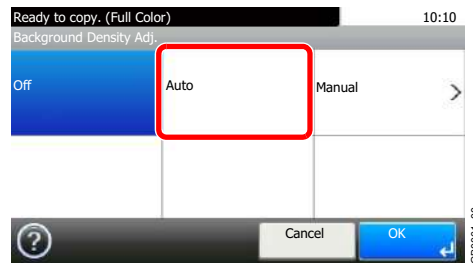 Ready to copy. (Full Color) 10:10
Background Density Adj.
Off Auto Manual
Cancel OK